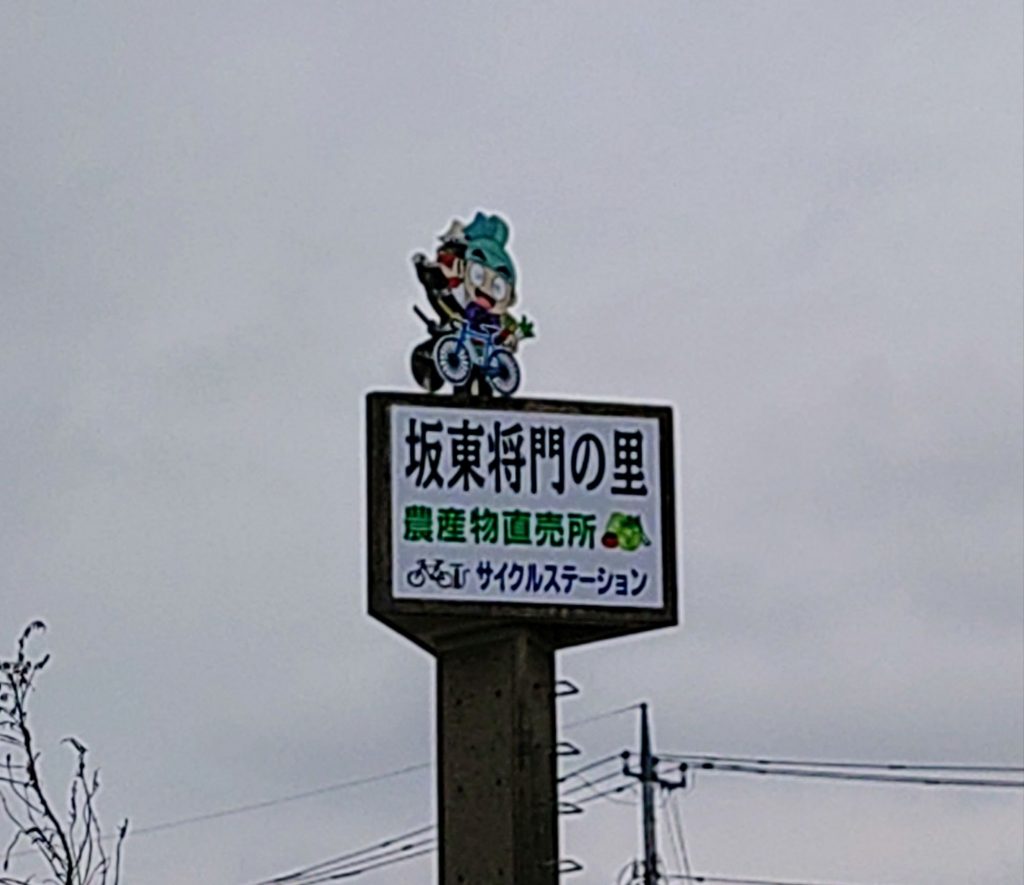 坂東将門の里
農産物直売所
サイクルステーション